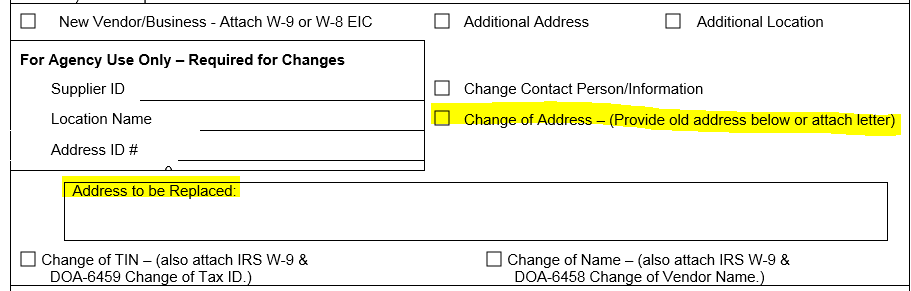 New Vendor/Business - Attach W-9 or W-8 EIC
Additional Address
Additional Location
For Agency Use Only – Required for Changes
Supplier ID
Location Name
Address ID #
Change Contact Person/Information
Change of Address – (Provide old address below or attach letter)
Address to be Replaced:
Change of TIN – (also attach IRS W-9 &
DOA-6459 Change of Tax ID.)
Change of Name – (also attach IRS W-9 &
DOA-6458 Change of Vendor Name.)